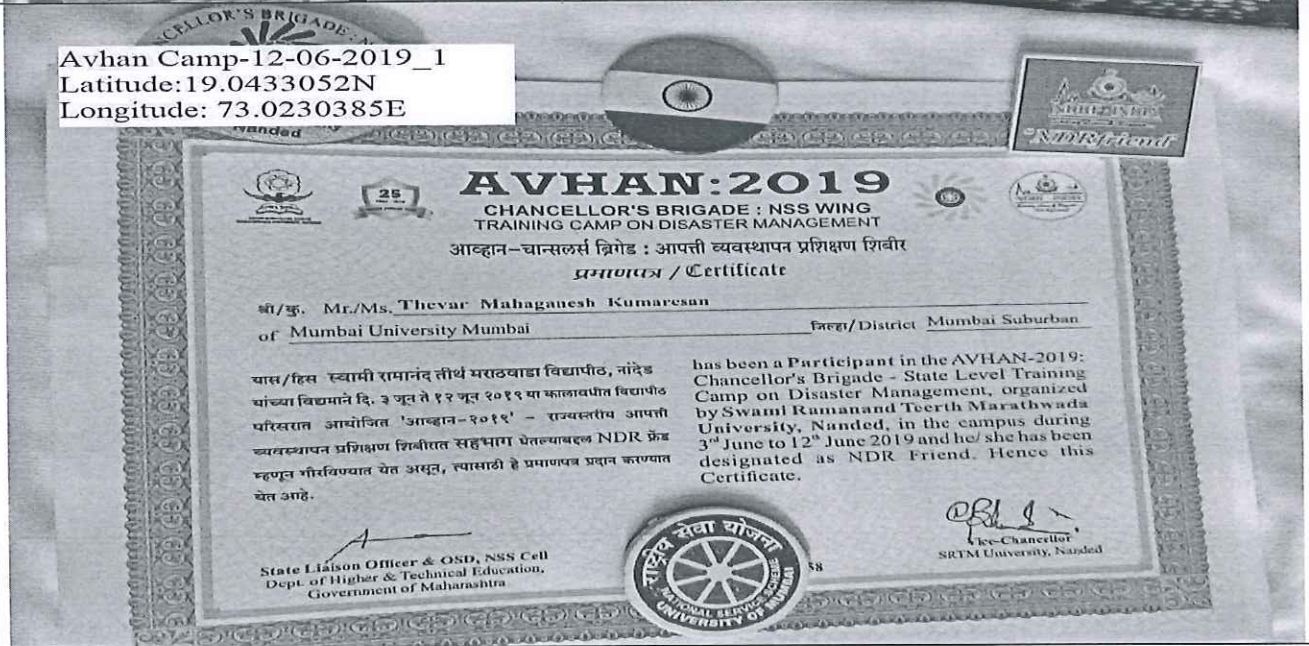 CELLOR'S BRIGADE : N
Avhan Camp-12-06-2019_1
Latitude:19.0433052N
Longitude: 73.0230385E
Nanded
NDRfriend
25
AVHAN:2019
CHANCELLOR'S BRIGADE : NSS WING
TRAINING CAMP ON DISASTER MANAGEMENT
आव्हान–चान्सलर्स ब्रिगेड : आपत्ती व्यवस्थापन प्रशिक्षण शिबीर
प्रमाणपत्र / Certificate
श्री/कु. Mr./Ms. Thevar Mahaganesh Kumaresan
of Mumbai University Mumbai जिल्हा/District Mumbai Suburban
यास/हिस स्वामी रामानंद तीर्थ मराठवाडा विद्यापीठ, नांदेड
यांच्या विद्यमाने दि. ३ जून ते १२ जून २०१९ या कालावधीत विद्यापीठ
परिसरात आयोजित 'आव्हान-२०१९' – राज्यस्तरीय आपत्ती
व्यवस्थापन प्रशिक्षण शिबीरात सहभाग घेतल्याबद्दल NDR फ्रेंड
म्हणून गौरविण्यात येत असून, त्यासाठी हे प्रमाणपत्र प्रदान करण्यात
येत आहे.
has been a Participant in the AVHAN-2019:
Chancellor's Brigade - State Level Training
Camp on Disaster Management, organized
by Swami Ramanand Teerth Marathwada
University, Nanded, in the campus during
3rd June to 12th June 2019 and he/ she has been
designated as NDR Friend. Hence this
Certificate.
State Liaison Officer & OSD, NSS Cell
Dept. of Higher & Technical Education,
Government of Maharashtra
राष्ट्रीय सेवा योजना
NATIONAL SERVICE SCHEME
UNIVERSITY OF MUMBAI
58
Vice-Chancellor
SRTM University, Nanded